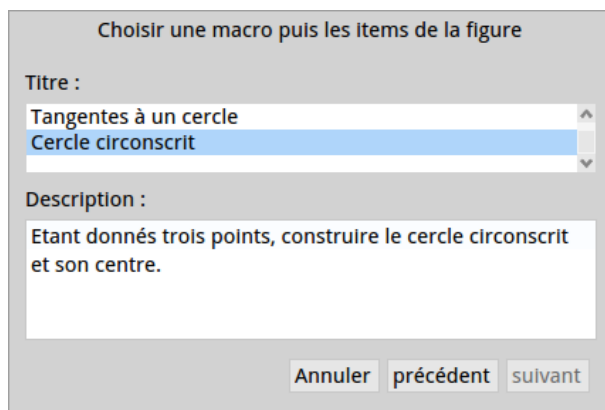 Choisir une macro puis les items de la figure
Titre :
Tangentes à un cercle
Cercle circonscrit
Description :
Etant donnés trois points, construire le cercle circonscrit
et son centre.
Annuler précédent suivant